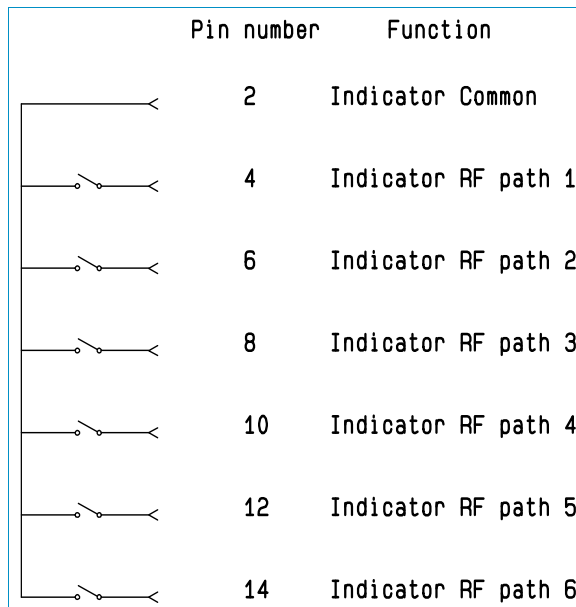 Pin number Function
2 Indicator Common
4 Indicator RF path 1
6 Indicator RF path 2
8 Indicator RF path 3
10 Indicator RF path 4
12 Indicator RF path 5
14 Indicator RF path 6